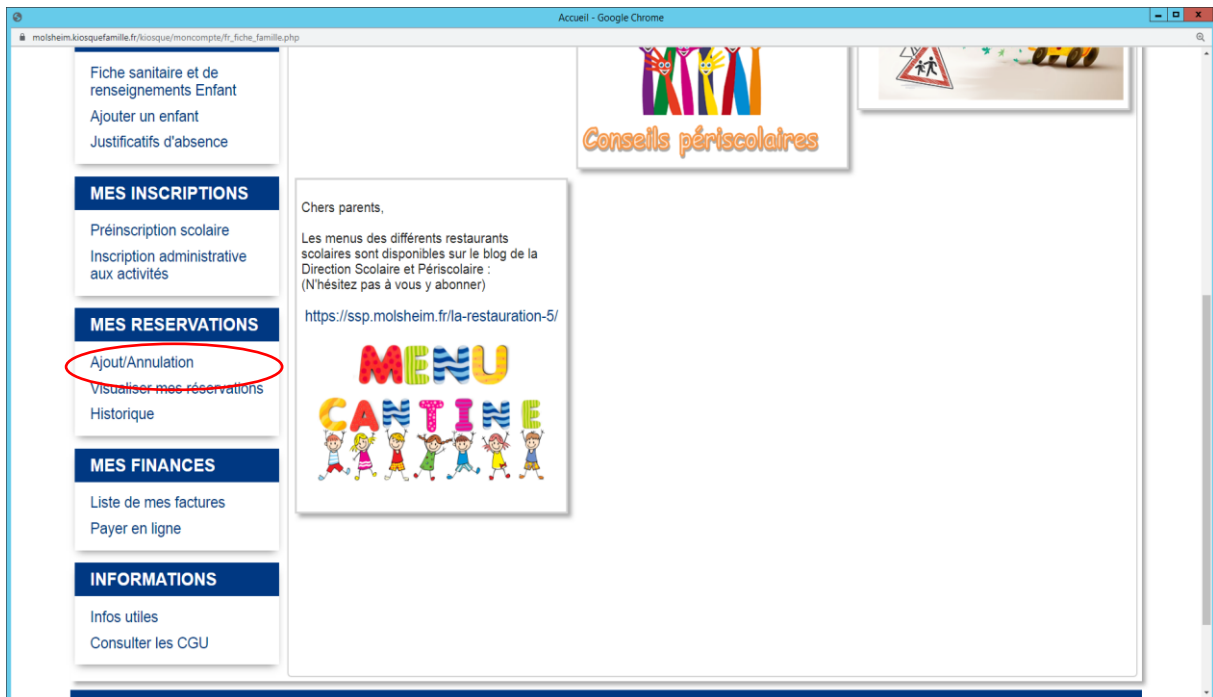 Accueil - Google Chrome
molsheim.kiosquefamille.fr/kiosque/moncompte/fr_fiche_famille.php
Fiche sanitaire et de
renseignements Enfant
Ajouter un enfant
Justificatifs d'absence
MES INSCRIPTIONS
Préinscription scolaire
Inscription administrative
aux activités
MES RESERVATIONS
Ajout/Annulation
Visualiser mes réservations
Historique
MES FINANCES
Liste de mes factures
Payer en ligne
INFORMATIONS
Infos utiles
Consulter les CGU
Conseils périscolaires
Chers parents,
Les menus des différents restaurants
scolaires sont disponibles sur le blog de la
Direction Scolaire et Périscolaire :
(N'hésitez pas à vous y abonner)
https://ssp.molsheim.fr/la-restauration-5/
MENU
CANTINE